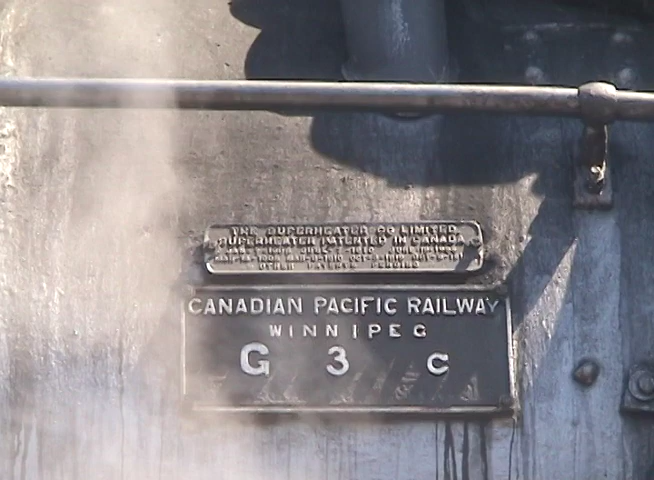 THE SUPERHEATER CO LIMITED
SUPERHEATER PATENTED IN CANADA
OTHER PATENTS PENDING
CANADIAN PACIFIC RAILWAY
WINNIPEG
G 3 C